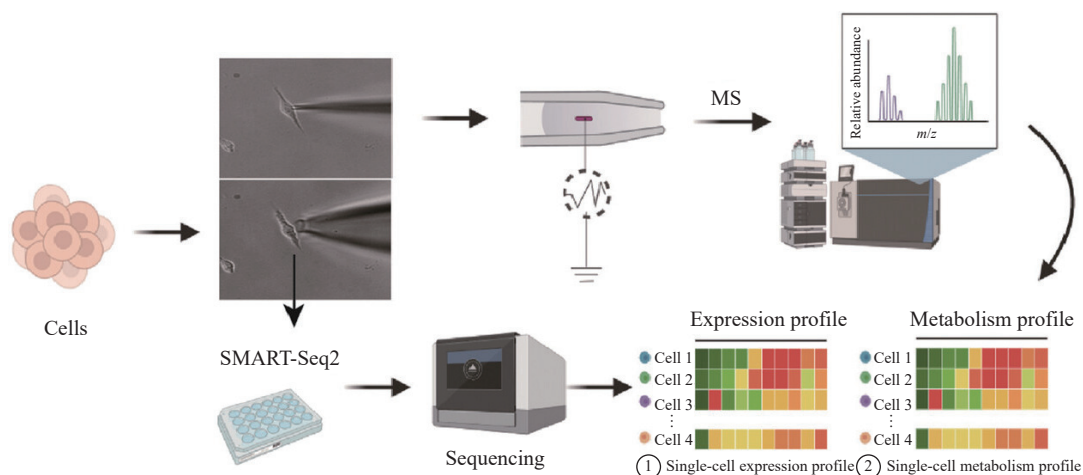 MS
Relative abundance
m/z
Cells
SMART-Seq2
Sequencing
Expression profile
Cell 1
Cell 2
Cell 3
⋮
Cell 4
1 Single-cell expression profile
Metabolism profile
Cell 1
Cell 2
Cell 3
⋮
Cell 4
2 Single-cell metabolism profile